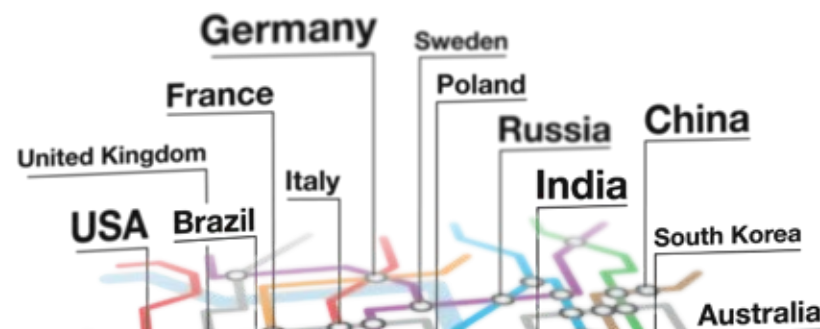 Germany
Sweden
Poland
France
China
Russia
United Kingdom
Italy
India
USA
Brazil
South Korea
Australia